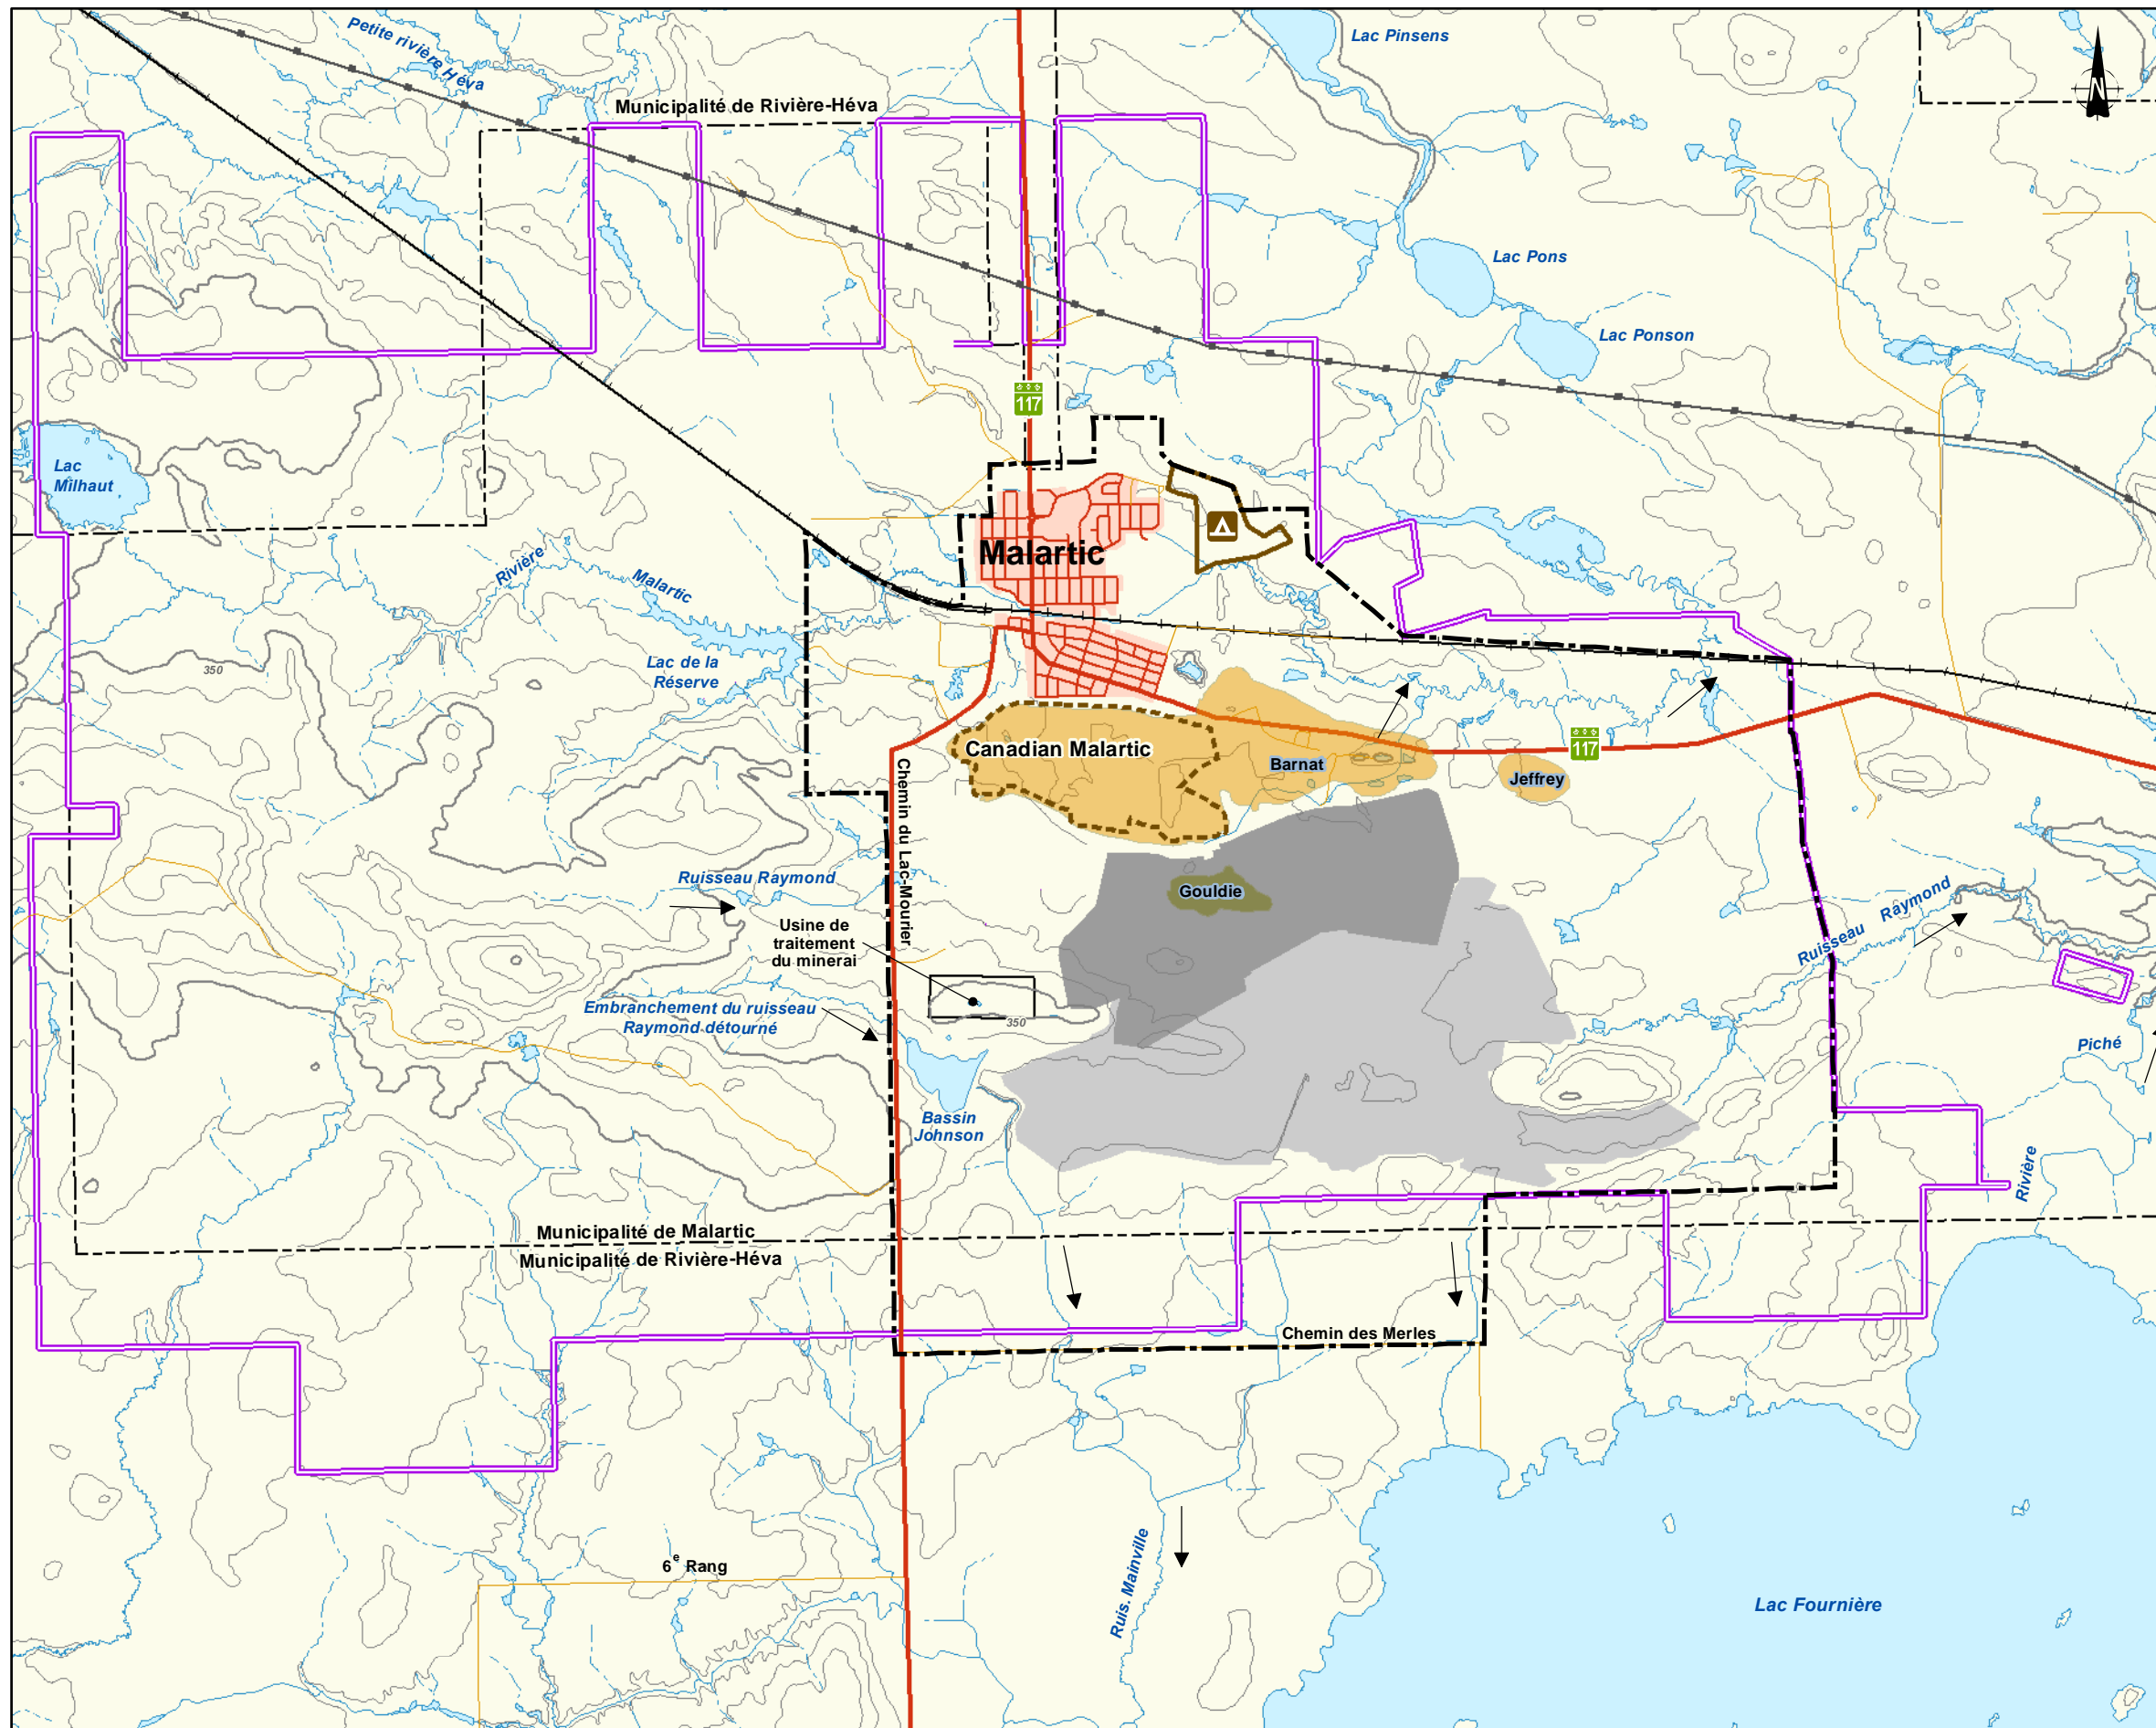 Petite rivière Héva
Lac Pinsens
N
Municipalité de Rivière-Héva
Lac Pons
Lac Ponson
117
Lac
Milhaut
Malartic
Rivière
Malartic
Lac de la
Réserve
350
Canadian Malartic
Barnat
117
Jeffrey
Chemin du Lac-Mourier
Ruisseau Raymond
Gouldie
Usine de
traitement
du minerai
Ruisseau Raymond
Embranchement du ruisseau
Raymond détourné
350
Piché
Bassin
Johnson
Rivière
Municipalité de Malartic
Municipalité de Rivière-Héva
Chemin des Merles
6e Rang
Ruis. Mainville
Lac Fournière